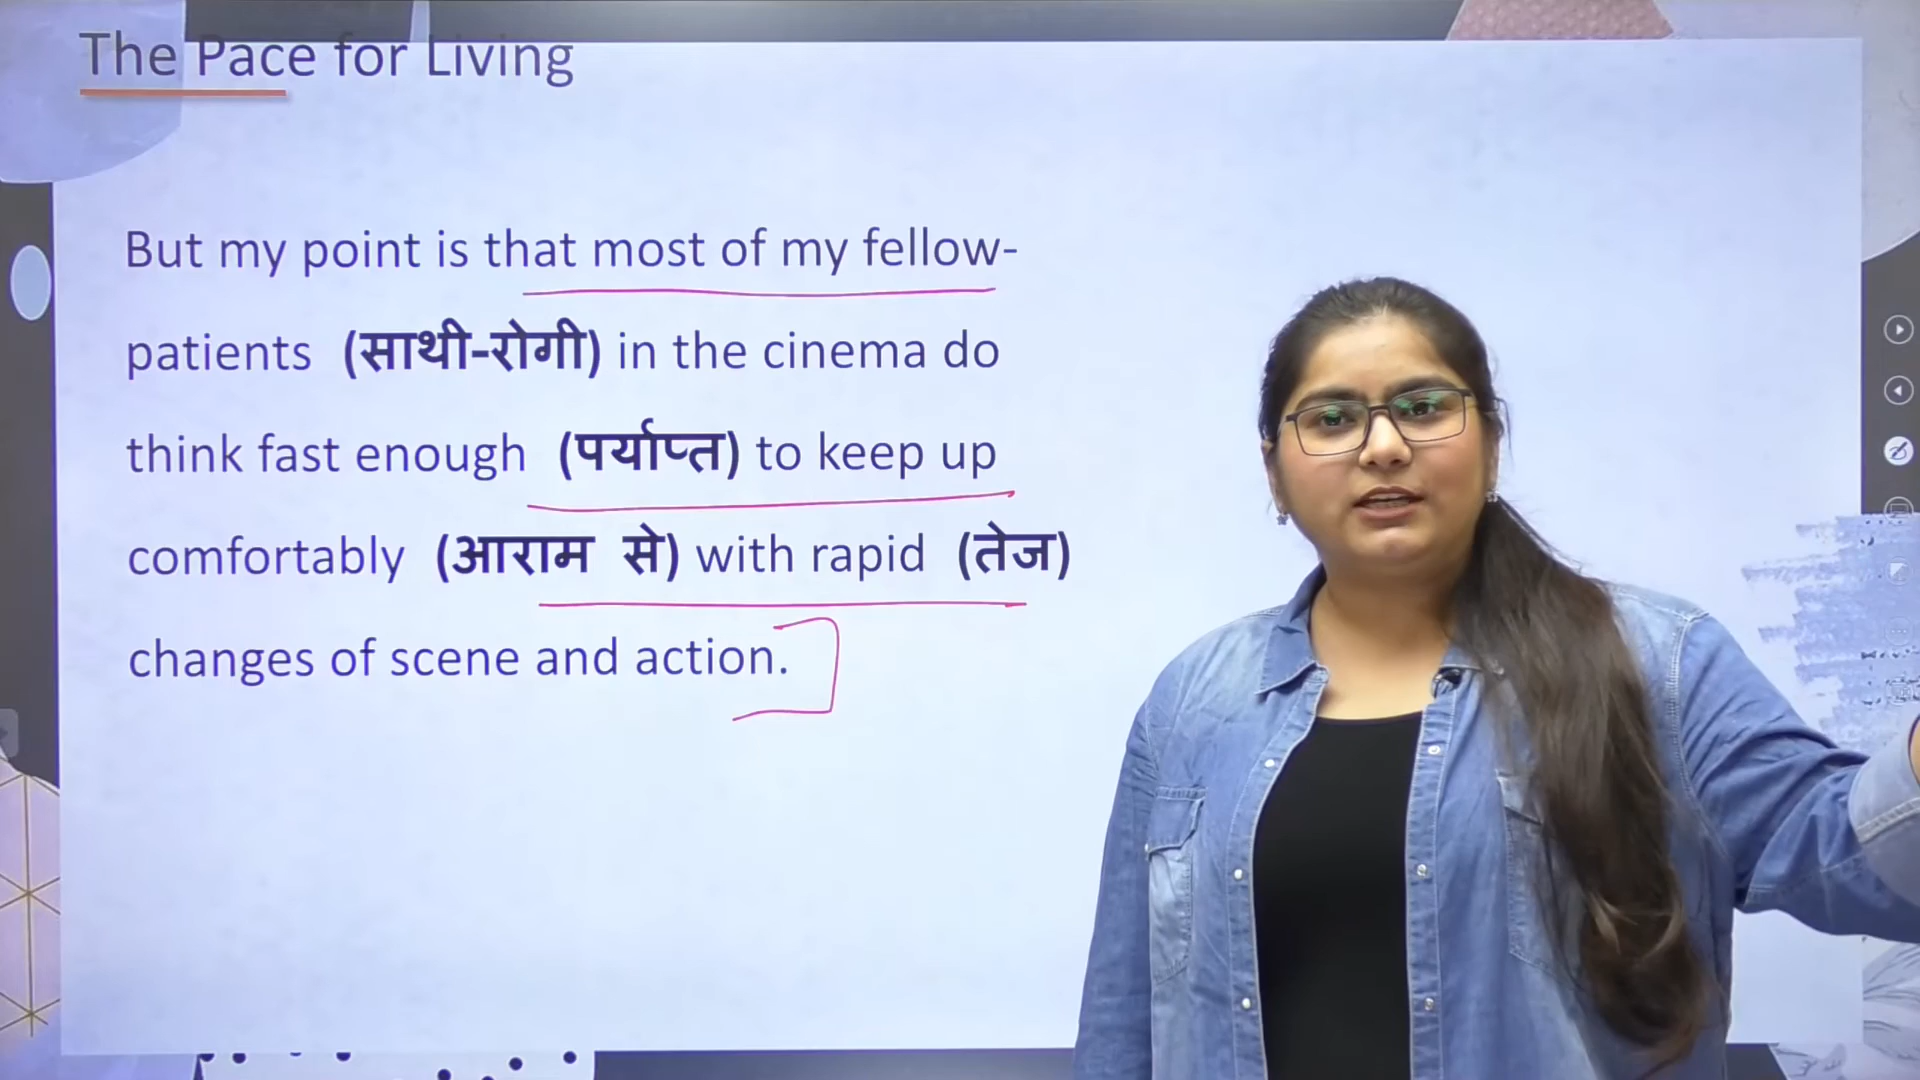 The Pace for Living
But my point is that most of my fellow-
patients (साथी-रोगी) in the cinema do
think fast enough (पर्याप्त) to keep up
comfortably (आराम से) with rapid (तेज)
changes of scene and action.